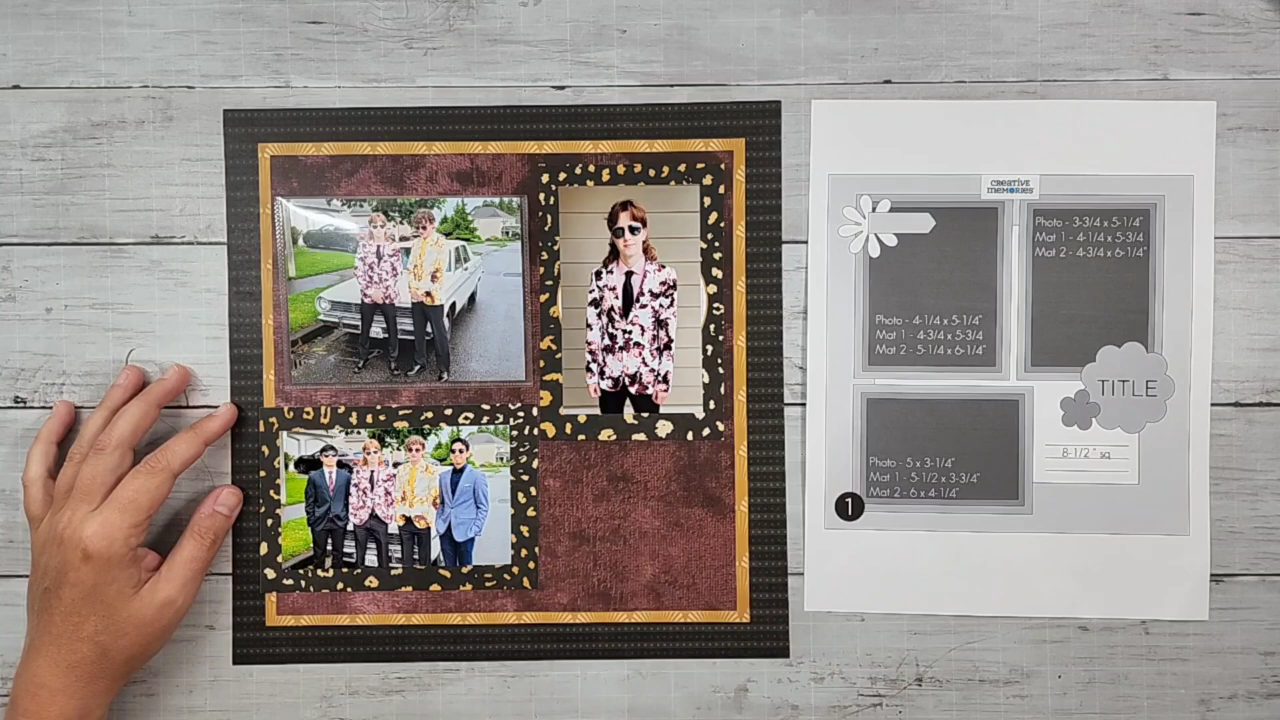 CREATIVE
MEMORIES
Photo - 3-3/4 x 5-1/4"
Mat 1 - 4-1/4 x 5-3/4
Mat 2 - 4-3/4 x 6-1/4"
Photo - 4-1/4 x 5-1/4"
Mat 1 - 4-3/4 x 5-3/4
Mat 2 - 5-1/4 x 6-1/4"
TITLE
8-1/2" sq
Photo - 5 x 3-1/4"
Mat 1 - 5-1/2 x 3-3/4"
Mat 2 - 6 x 4-1/4"
1